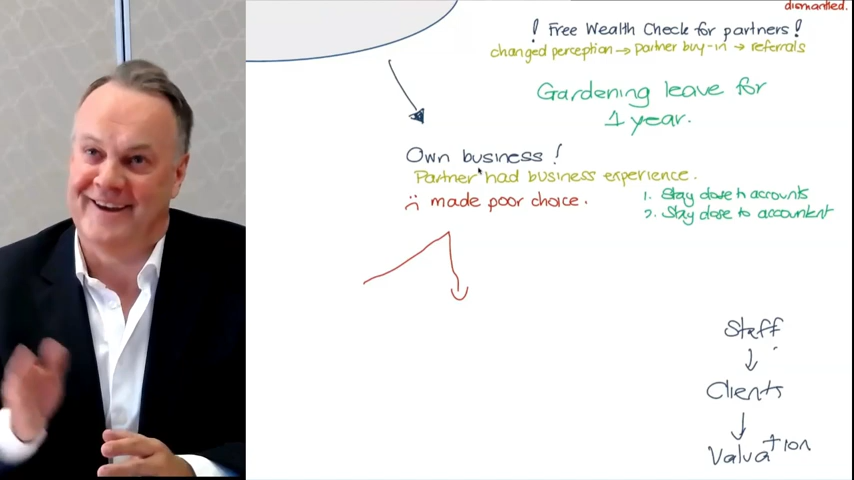 dismantled.
! Free Wealth Check for partners !
changed perception → Partner buy-in → referrals
Gardening leave for
1 year.
Own business !
Partner had business experience.
:( made poor choice.
1. Stay close to accounts
2. Stay close to accountant
Staff
↓
Clients
↓
Valuation